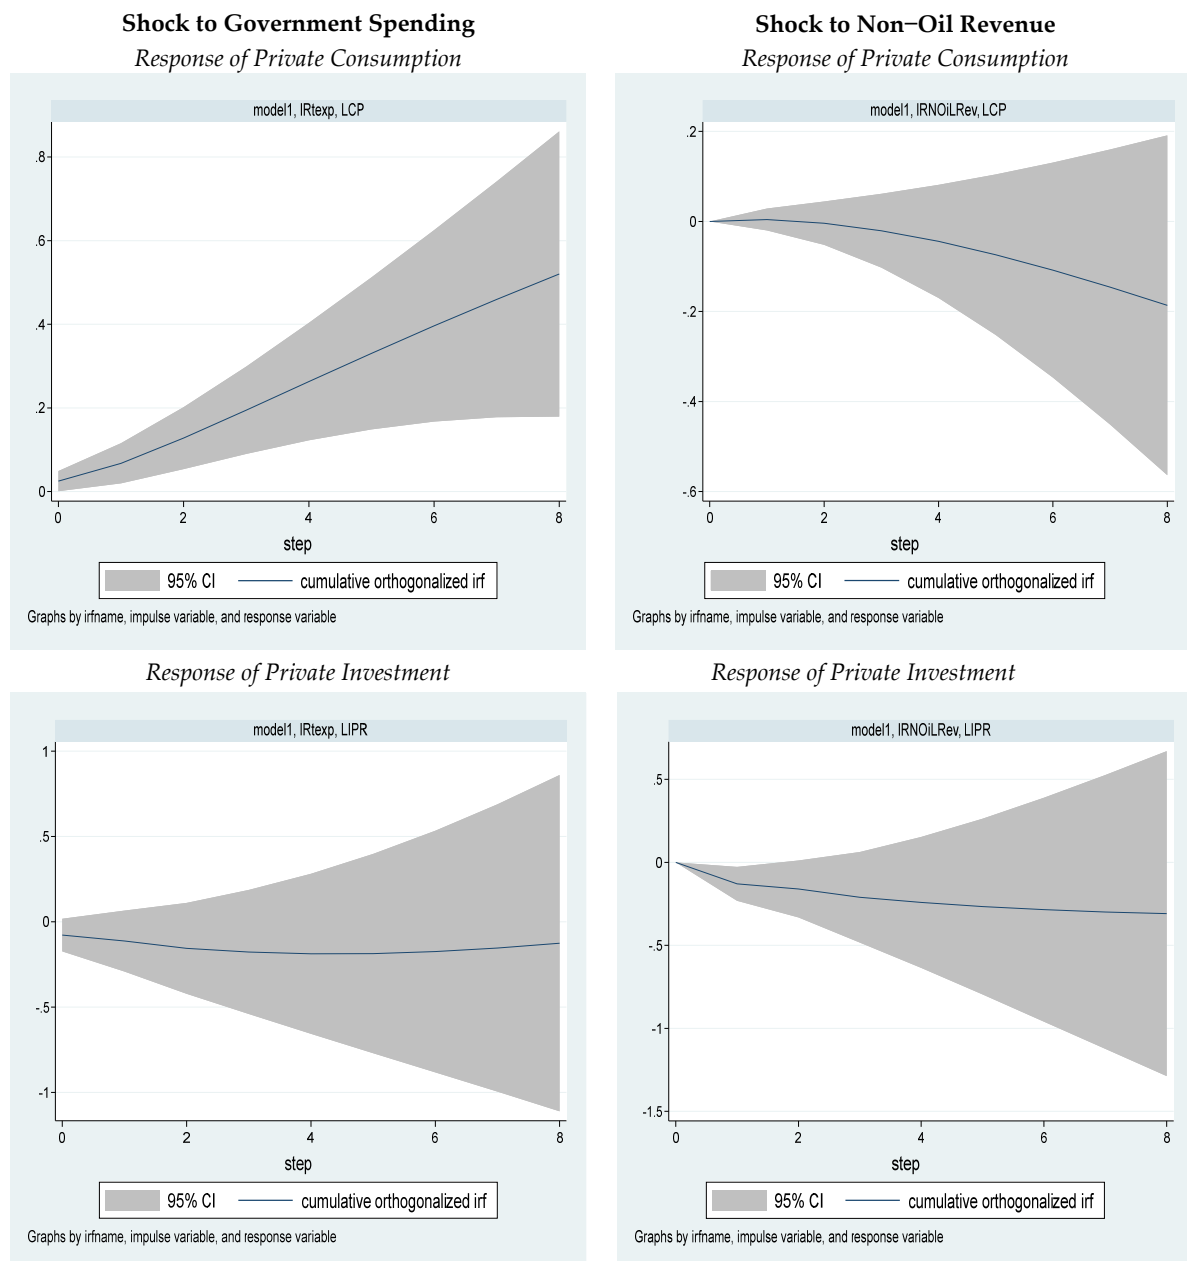 Shock to Government Spending
Response of Private Consumption
model1, IRtexp, LCP
.8
.6
.4
.2
0
0 2 4 6 8
step
95% CI cumulative orthogonalized irf
Graphs by irfname, impulse variable, and response variable
Shock to Non−Oil Revenue
Response of Private Consumption
model1, IRNOiLRev, LCP
.2
0
-.2
-.4
-.6
0 2 4 6 8
step
95% CI cumulative orthogonalized irf
Graphs by irfname, impulse variable, and response variable
Response of Private Investment
model1, IRtexp, LIPR
1
.5
0
-.5
-1
0 2 4 6 8
step
95% CI cumulative orthogonalized irf
Graphs by irfname, impulse variable, and response variable
Response of Private Investment
model1, IRNOiLRev, LIPR
.5
0
-.5
-1
-1.5
0 2 4 6 8
step
95% CI cumulative orthogonalized irf
Graphs by irfname, impulse variable, and response variable